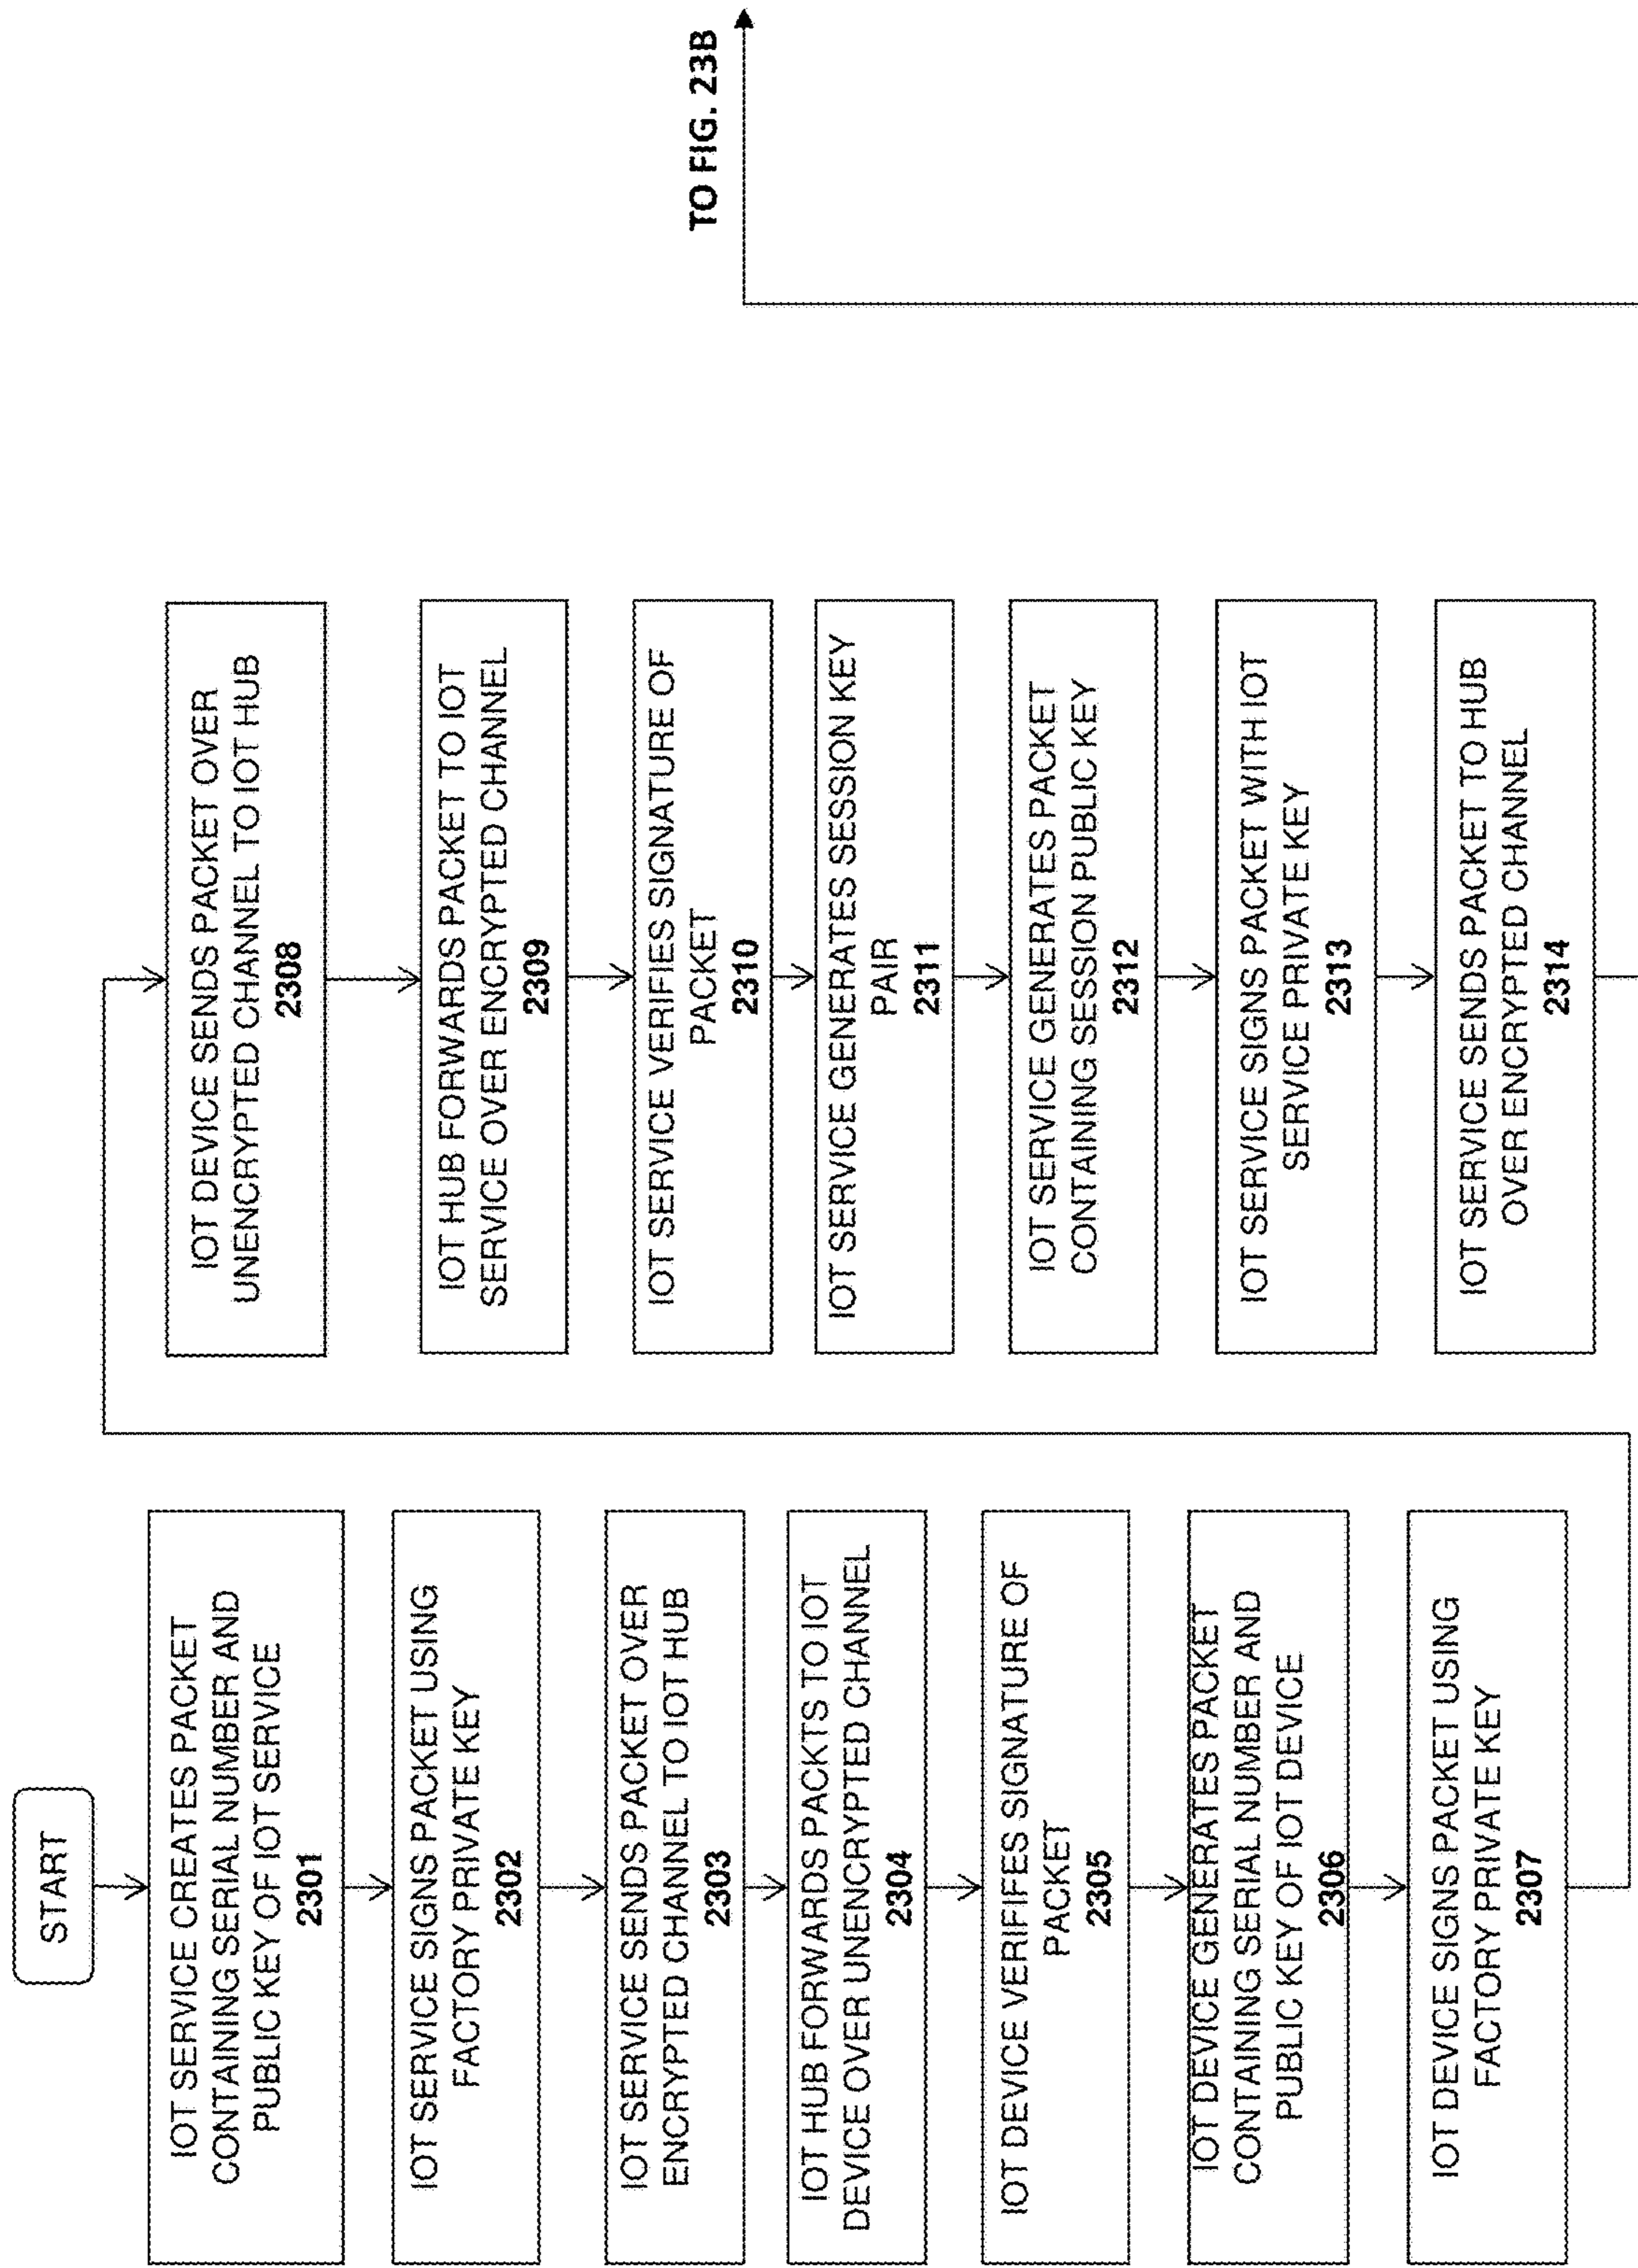 START
IOT SERVICE CREATES PACKET
CONTAINING SERIAL NUMBER AND
PUBLIC KEY OF IOT SERVICE
2301
IOT SERVICE SIGNS PACKET USING
FACTORY PRIVATE KEY
2302
IOT SERVICE SENDS PACKET OVER
ENCRYPTED CHANNEL TO IOT HUB
2303
IOT HUB FORWARDS PACKTS TO IOT
DEVICE OVER UNENCRYPTED CHANNEL
2304
IOT DEVICE VERIFIFES SIGNATURE OF
PACKET
2305
IOT DEVICE GENERATES PACKET
CONTAINING SERIAL NUMBER AND
PUBLIC KEY OF IOT DEVICE
2306
IOT DEVICE SIGNS PACKET USING
FACTORY PRIVATE KEY
2307
IOT DEVICE SENDS PACKET OVER
UNENCRYPTED CHANNEL TO IOT HUB
2308
IOT HUB FORWARDS PACKET TO IOT
SERVICE OVER ENCRYPTED CHANNEL
2309
IOT SERVICE VERIFIES SIGNATURE OF
PACKET
2310
IOT SERVICE GENERATES SESSION KEY
PAIR
2311
IOT SERVICE GENERATES PACKET
CONTAINING SESSION PUBLIC KEY
2312
IOT SERVICE SIGNS PACKET WITH IOT
SERVICE PRIVATE KEY
2313
IOT SERVICE SENDS PACKET TO HUB
OVER ENCRYPTED CHANNEL
2314
TO FIG. 23B